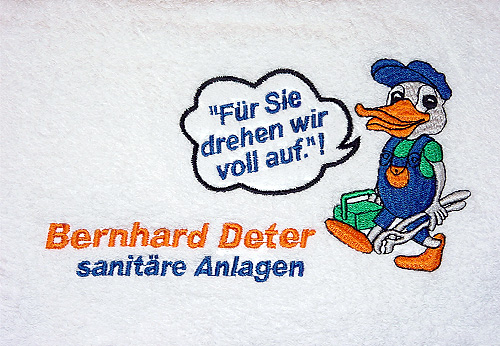 "Für Sie
drehen wir
voll auf."!
Bernhard Deter
sanitäre Anlagen